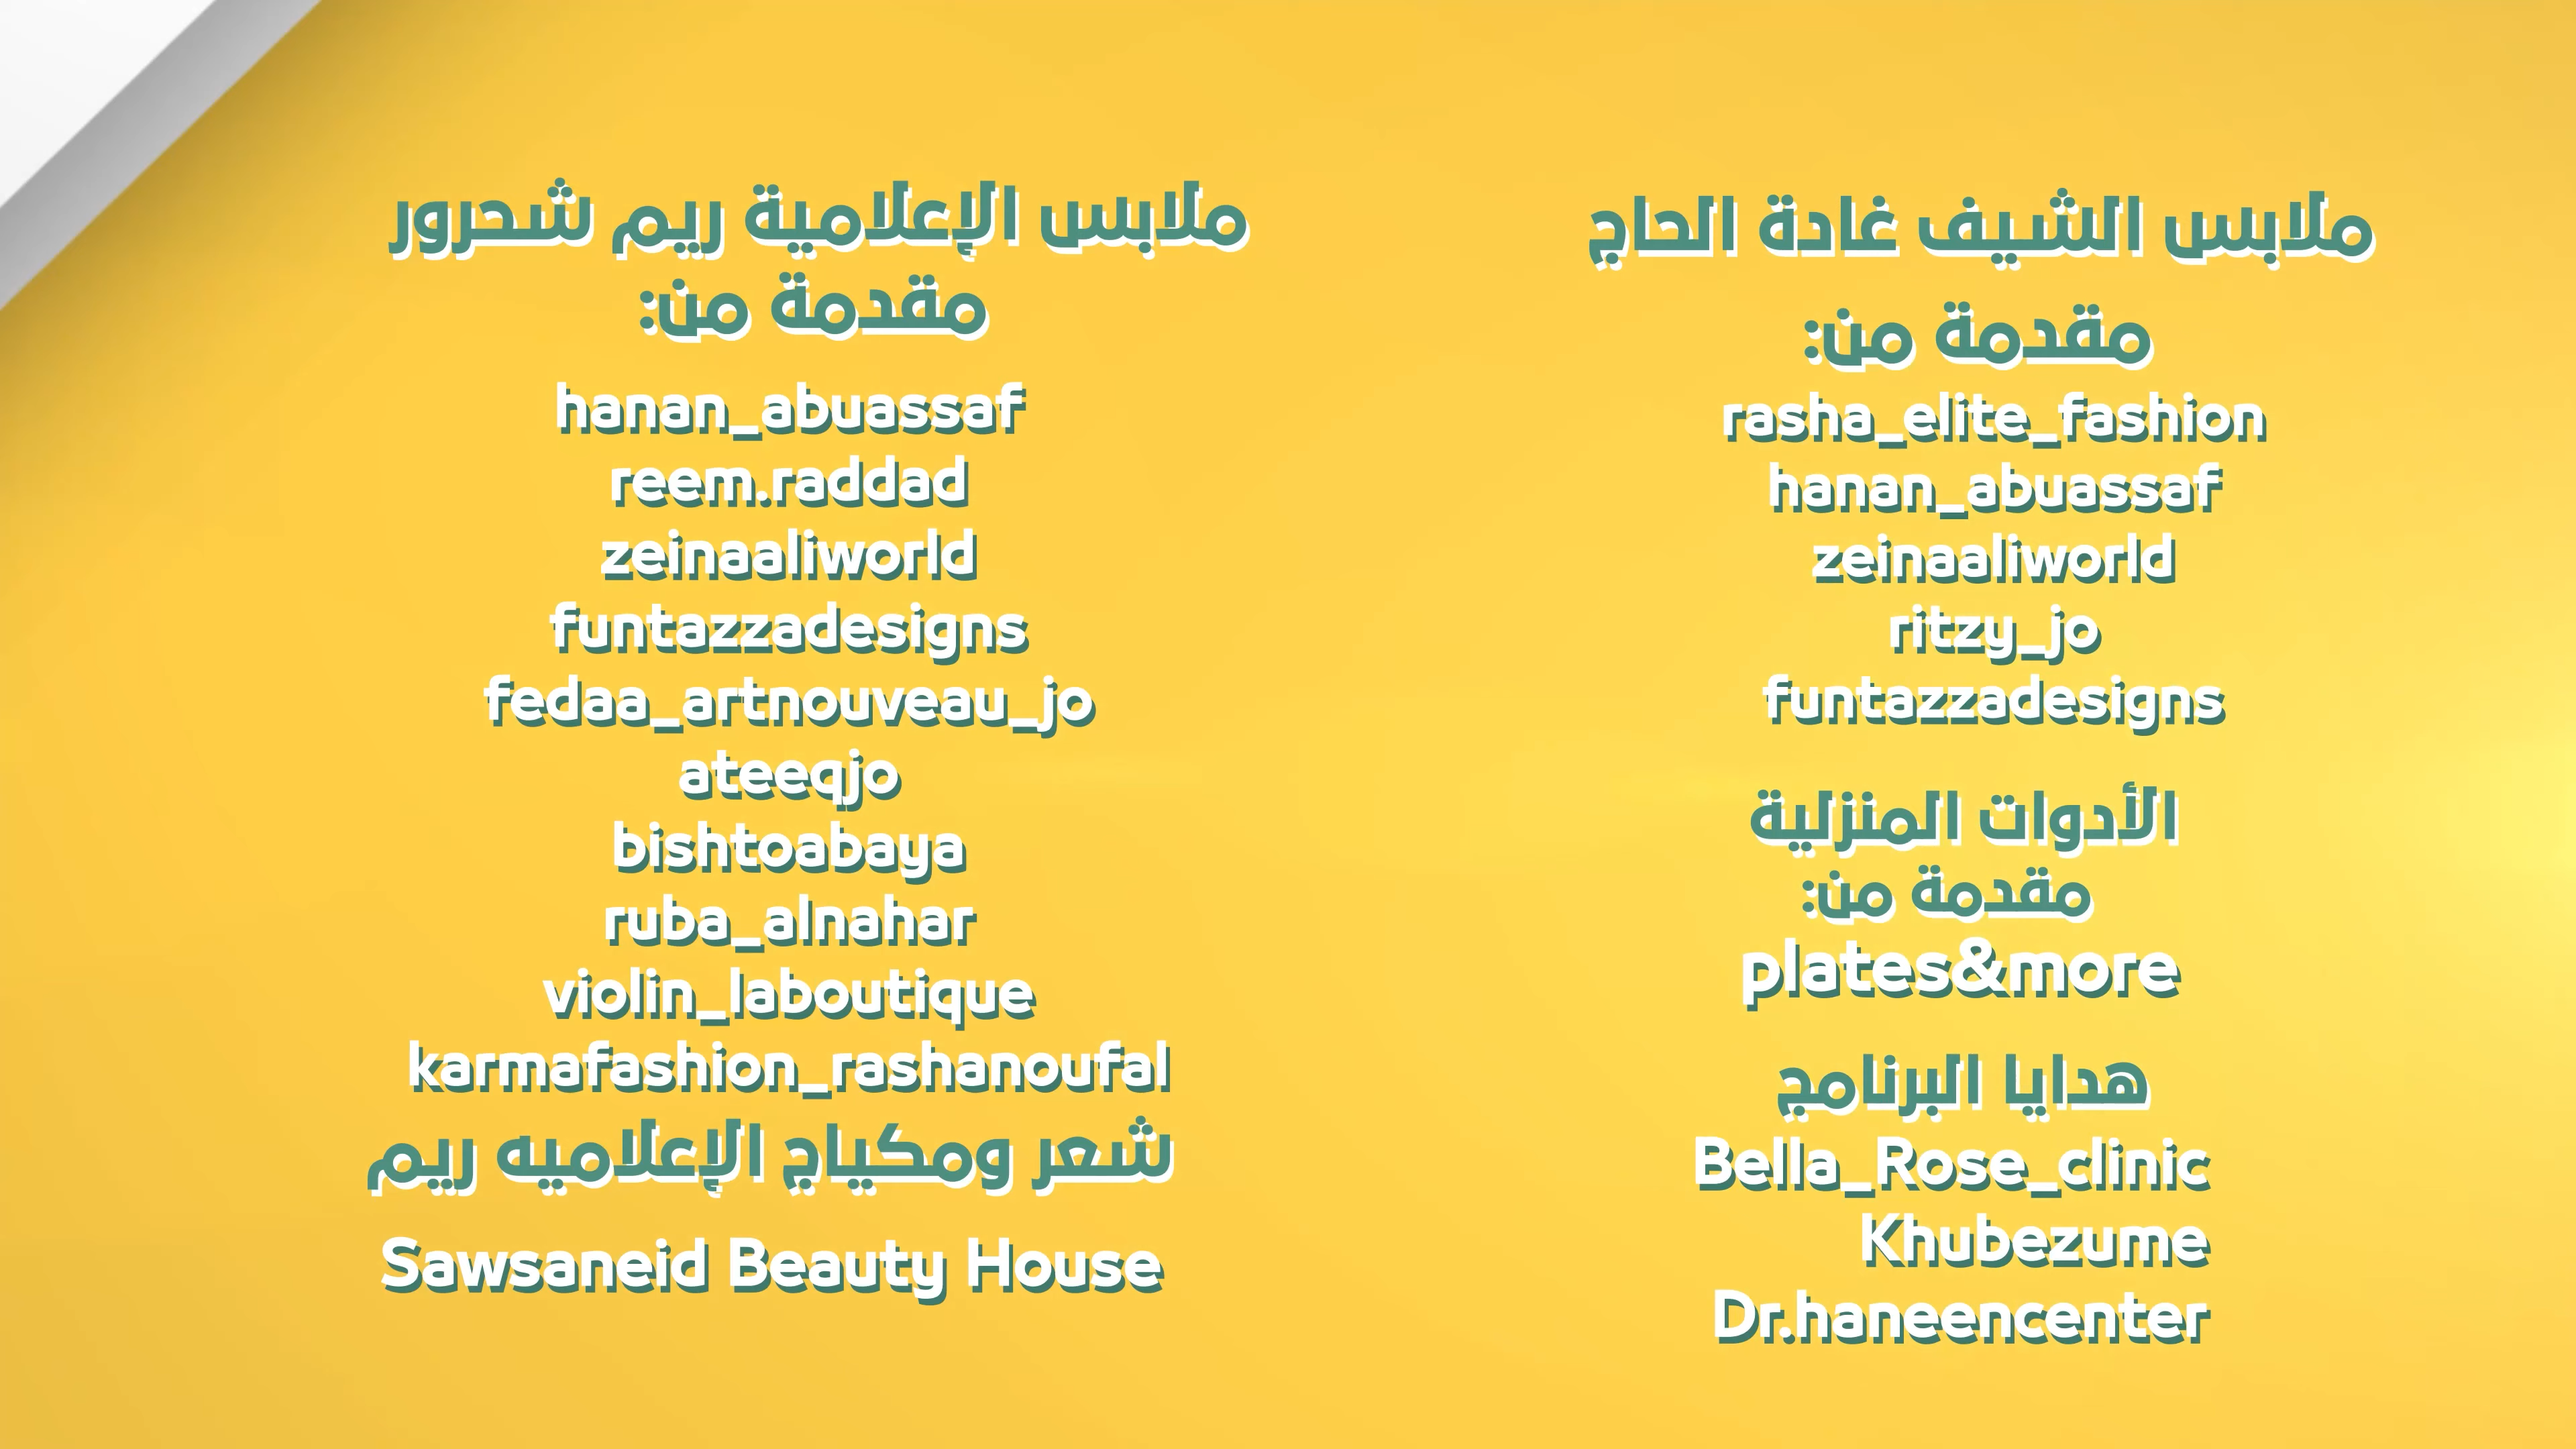 ملابس الشيف غادة الحاج
مقدمة من:
rasha_elite_fashion
hanan_abuassaf
zeinaaliworld
ritzy_jo
funtazzadesigns
الأدوات المنزلية
مقدمة من:
plates&more
هدايا البرنامج
Bella_Rose_clinic
Khubezume
Dr.haneencenter
ملابس الإعلامية ريم شحرور
مقدمة من:
hanan_abuassaf
reem.raddad
zeinaaliworld
funtazzadesigns
fedaa_artnouveau_jo
ateeqjo
bishtoabaya
ruba_alnahar
violin_laboutique
karmafashion_rashanoufal
شعر ومكياج الإعلاميه ريم
Sawsaneid Beauty House